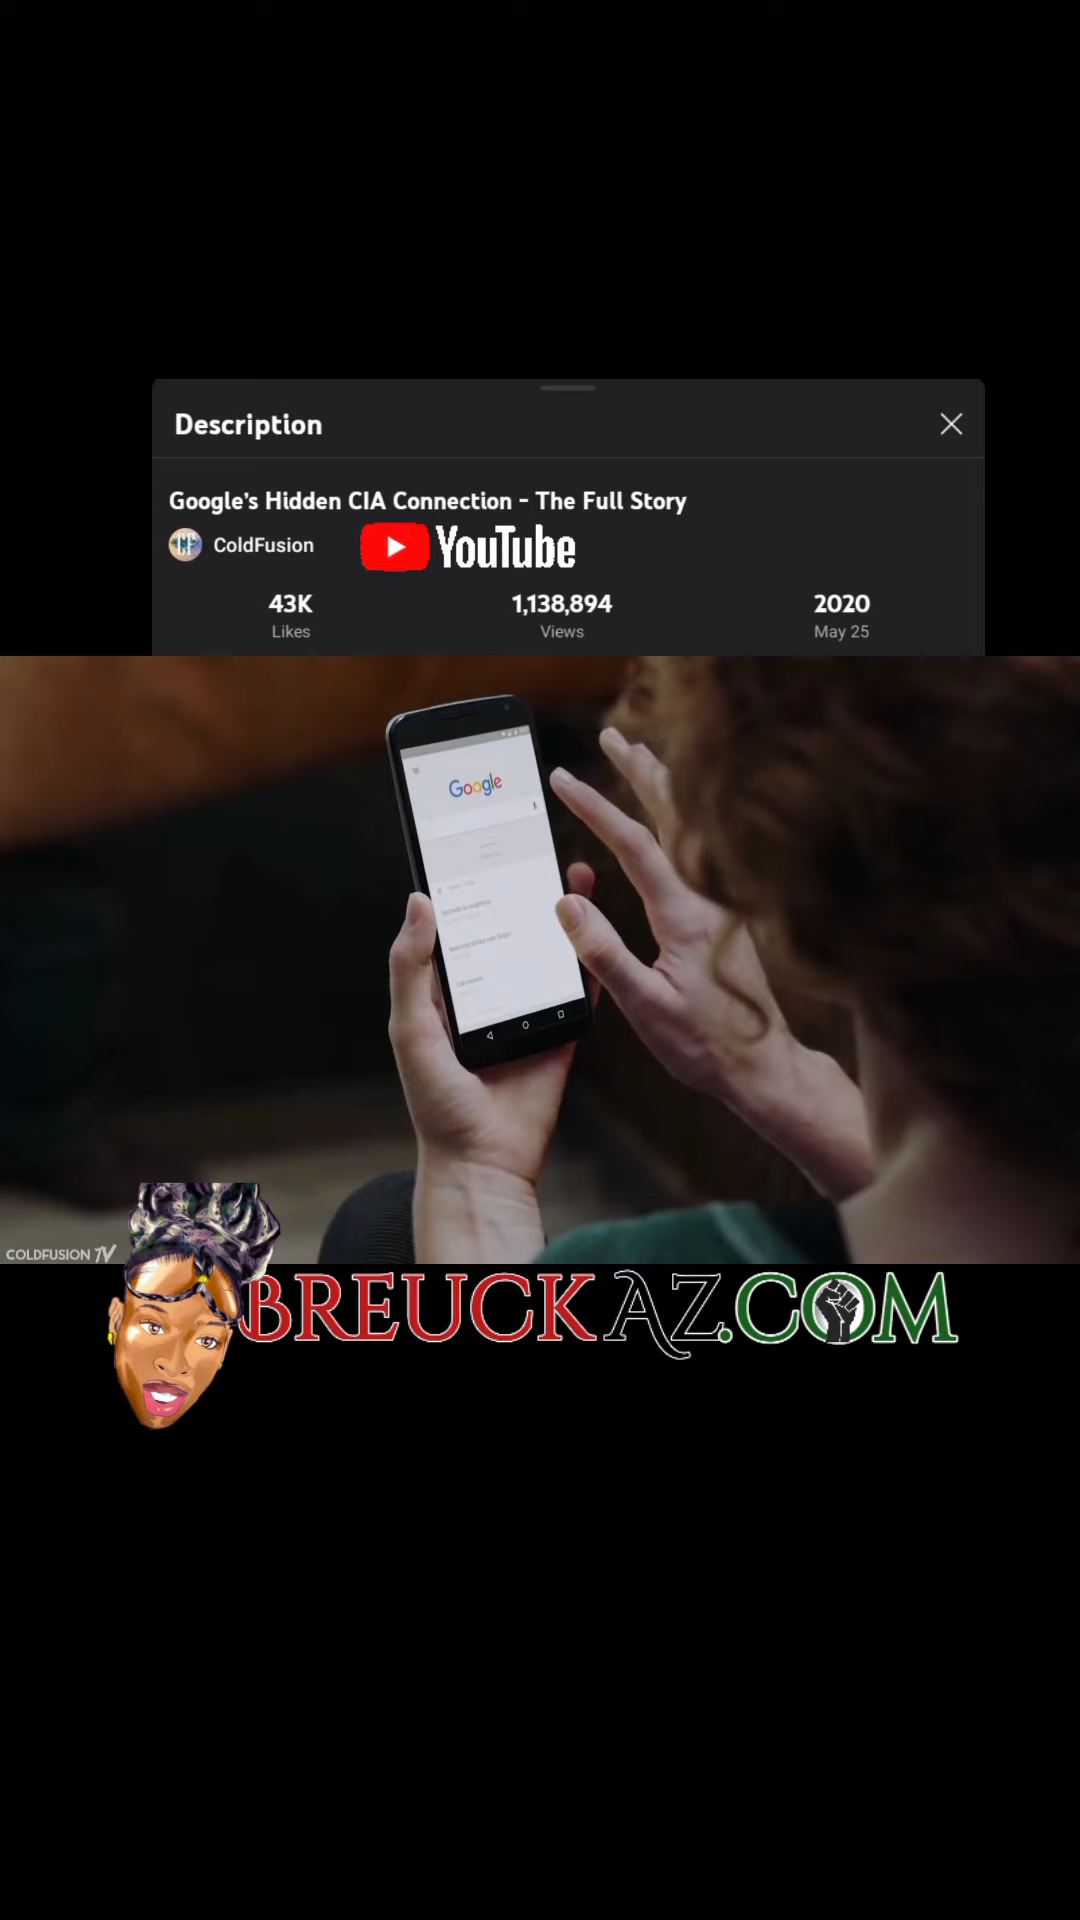 Description
Google's Hidden CIA Connection - The Full Story
ColdFusion
YouTube
43K 1,138,894 2020
Likes Views May 25
Google
COLDFUSION TV
BREUCKAZ.COM